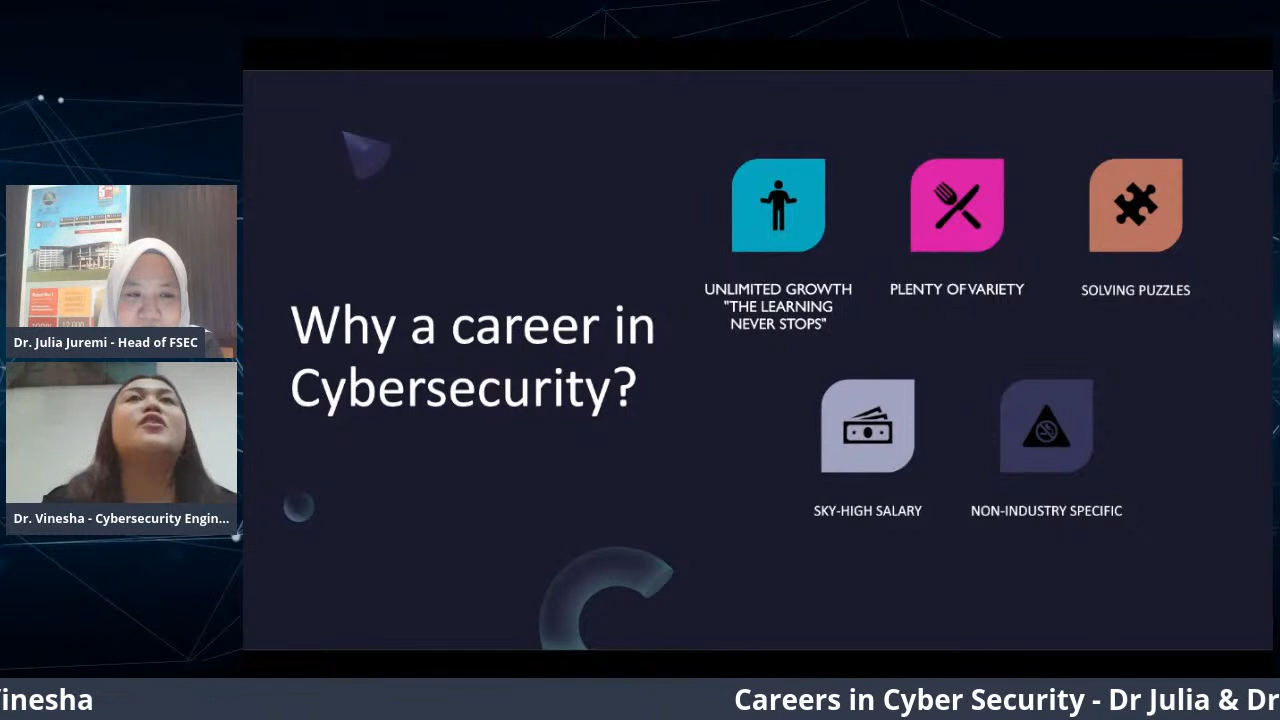 Why a career in
Cybersecurity?
UNLIMITED GROWTH
"THE LEARNING
NEVER STOPS"
PLENTY OF VARIETY
SOLVING PUZZLES
SKY-HIGH SALARY
NON-INDUSTRY SPECIFIC
Dr. Julia Juremi - Head of FSEC
Dr. Vinesha - Cybersecurity Engin...
inesha
Careers in Cyber Security - Dr Julia & Dr